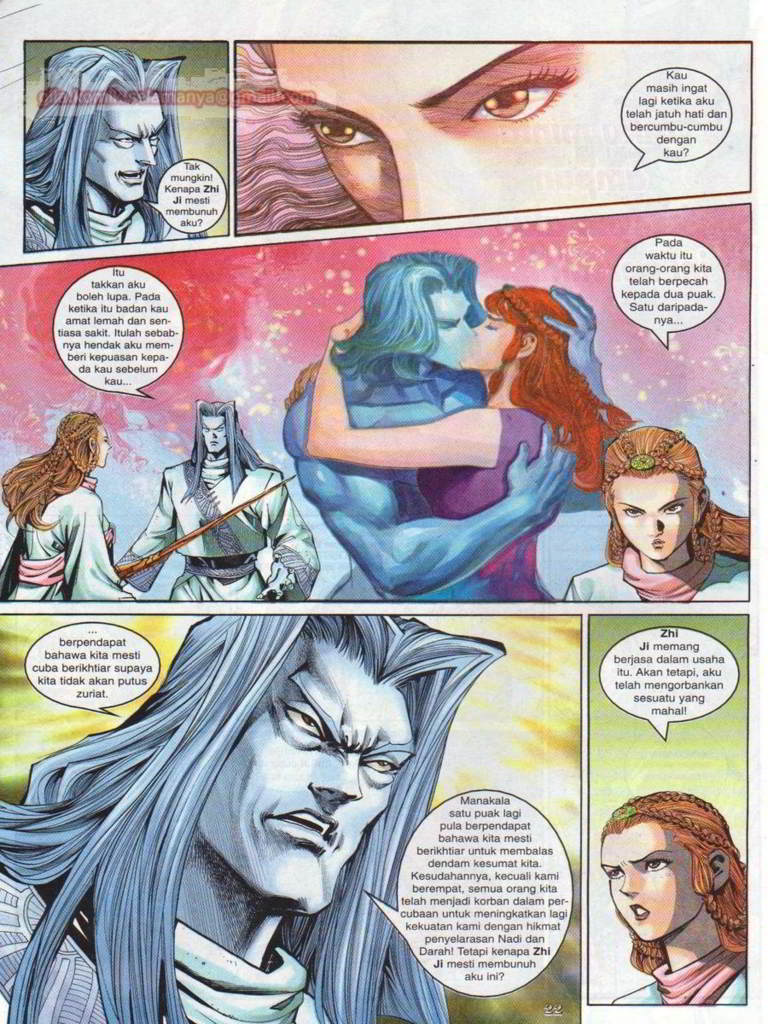 Tak
mungkin!
Kenapa Zhi
Ji mesti
membunuh
aku?
Kau
masih ingat
lagi ketika aku
telah jatuh hati dan
bercumbu-cumbu
dengan
kau?
Itu
takkan aku
boleh lupa. Pada
ketika itu badan kau
amat lemah dan sen-
tiasa sakit. Itulah sebab-
nya hendak aku mem-
beri kepuasan kepa-
da kau sebelum
kau...
Pada
waktu itu
orang-orang kita
telah berpecah
kepada dua puak.
Satu daripada-
nya...
...
berpendapat
bahawa kita mesti
cuba berikhtiar supaya
kita tidak akan putus
zuriat.
Manakala
satu puak lagi
pula berpendapat
bahawa kita mesti
berikhtiar untuk membalas
dendam kesumat kita.
Kesudahannya, kecuali kami
berempat, semua orang kita
telah menjadi korban dalam per-
cubaan untuk meningkatkan lagi
kekuatan kami dengan hikmat
penyelarasan Nadi dan
Darah! Tetapi kenapa Zhi
Ji mesti membunuh
aku ini?
Zhi
Ji memang
berjasa dalam usaha
itu. Akan tetapi, aku
telah mengorbankan
sesuatu yang
mahal!
22